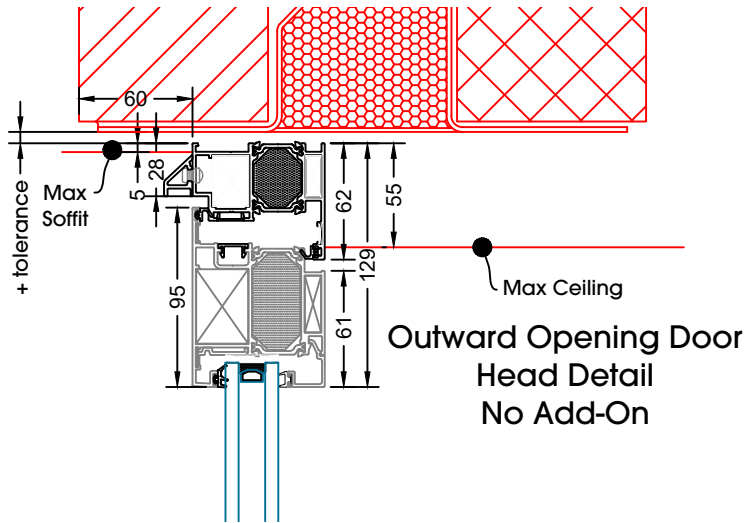 60
+ tolerance
Max
Soffit
5
28
62
55
129
95
61
Max Ceiling
Outward Opening Door
Head Detail
No Add-On